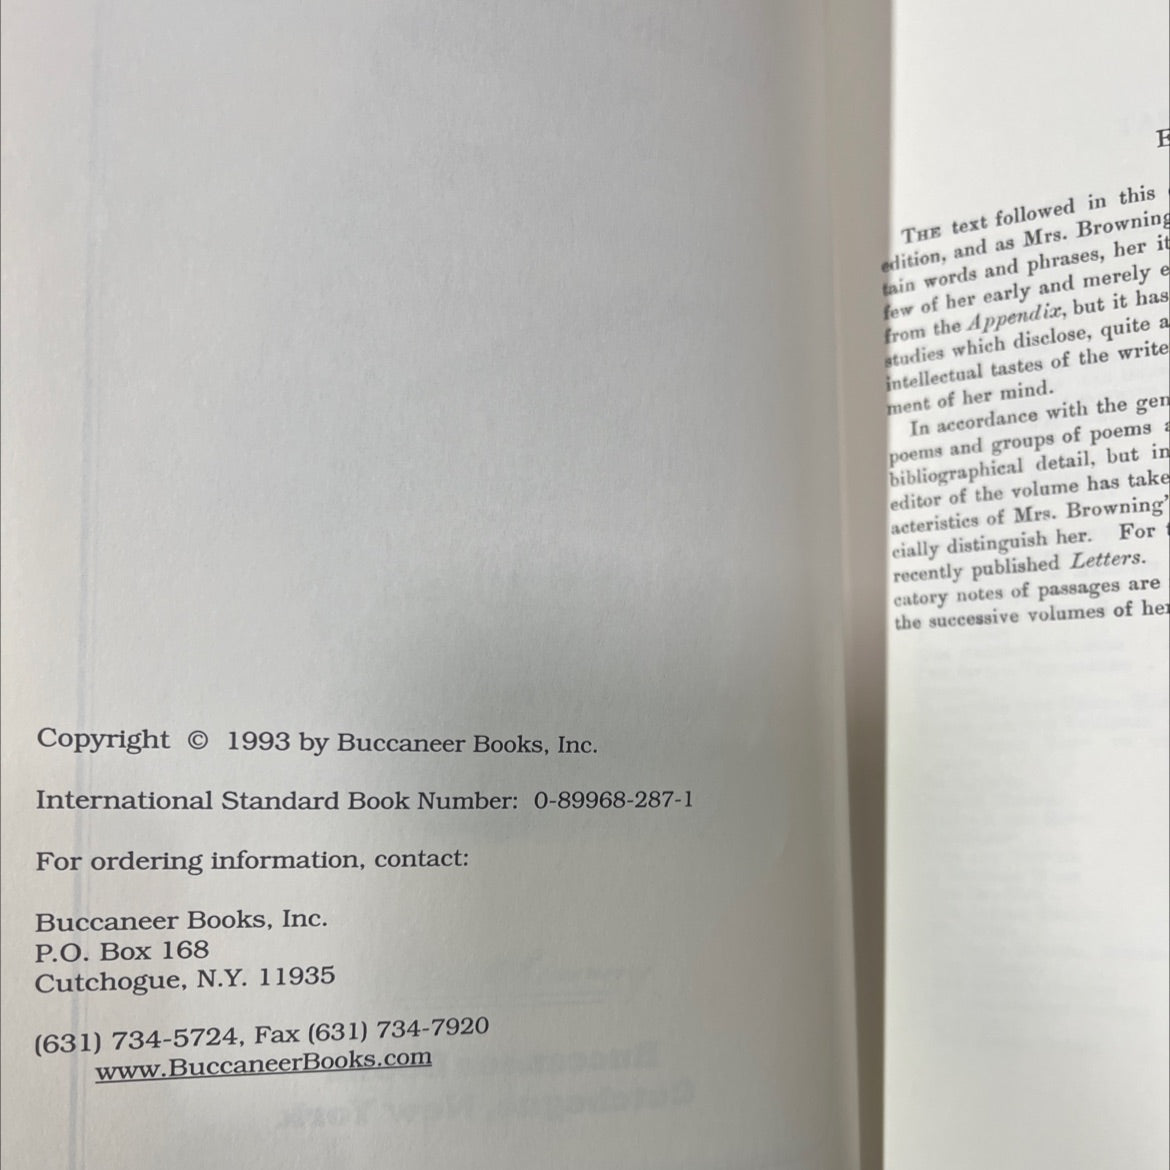 Copyright © 1993 by Buccaneer Books, Inc.
International Standard Book Number: 0-89968-287-1
For ordering information, contact:
Buccaneer Books, Inc.
P.O. Box 168
Cutchogue, N.Y. 11935
(631) 734-5724, Fax (631) 734-7920
www.BuccaneerBooks.com
E
THE text followed in this
edition, and as Mrs. Browning
tain words and phrases, her it
few of her early and merely e
from the Appendix, but it has
studies which disclose, quite a
intellectual tastes of the write
ment of her mind.
In accordance with the gen
poems and groups of poems a
bibliographical detail, but in
editor of the volume has take
acteristics of Mrs. Browning'
cially distinguish her. For t
recently published Letters.
catory notes of passages are
the successive volumes of her